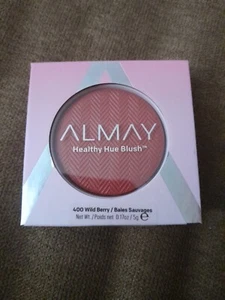 ALMAY
Healthy Hue Blush™
400 Wild Berry / Baies Sauvages
Net Wt. / Poids net 0.17oz / 5g e